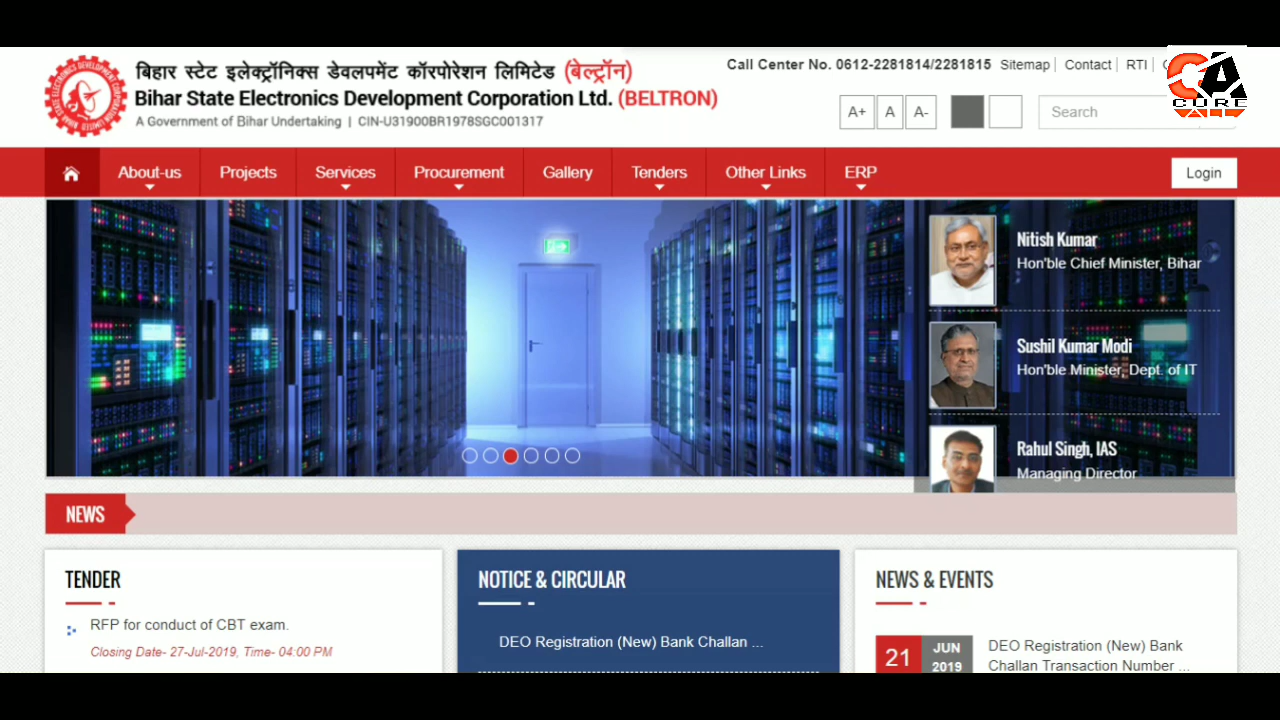 बिहार स्टेट इलेक्ट्रॉनिक्स डेवलपमेंट कॉरपोरेशन लिमिटेड (बेल्ट्रॉन)
Bihar State Electronics Development Corporation Ltd. (BELTRON)
A Government of Bihar Undertaking | CIN-U31900BR1978SGC001317
Call Center No. 0612-2281814/2281815 Sitemap Contact RTI
CA
CURE
A+ A A- Search
About-us Projects Services Procurement Gallery Tenders Other Links ERP Login
Nitish Kumar
Hon'ble Chief Minister, Bihar
Sushil Kumar Modi
Hon'ble Minister, Dept. of IT
Rahul Singh, IAS
Managing Director
NEWS
TENDER
RFP for conduct of CBT exam.
Closing Date- 27-Jul-2019, Time- 04:00 PM
NOTICE & CIRCULAR
DEO Registration (New) Bank Challan ...
NEWS & EVENTS
21 JUN 2019
DEO Registration (New) Bank
Challan Transaction Number ...